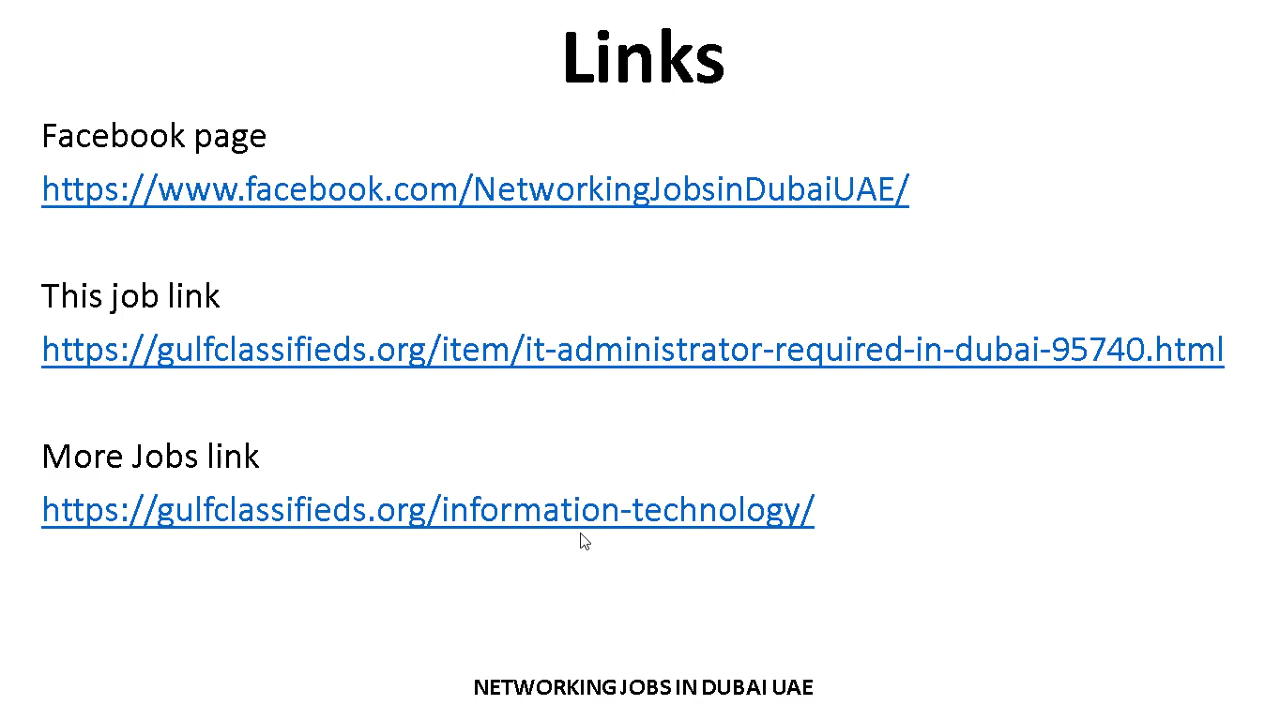 Links
Facebook page
https://www.facebook.com/NetworkingJobsinDubaiUAE/
This job link
https://gulfclassifieds.org/item/it-administrator-required-in-dubai-95740.html
More Jobs link
https://gulfclassifieds.org/information-technology/
NETWORKING JOBS IN DUBAI UAE